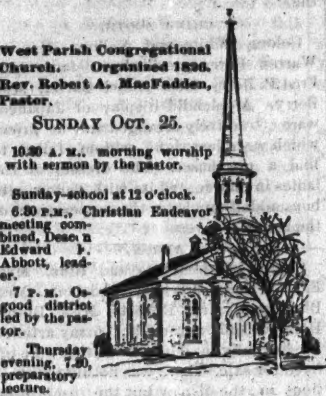 West Parish Congregational
Church. Organized 1826.
Rev. Robert A. MacFadden,
Pastor.
SUNDAY OCT. 25.
10.30 A. M., morning worship
with sermon by the pastor.
Sunday-school at 12 o'clock.
6.30 P.M., Christian Endeavor
meeting com-
bined, Deacon
Edward F.
Abbott, lead-
er.
7 P. M. Os-
good district
led by the pas-
tor.
Thursday
evening, 7.30,
preparatory
lecture.